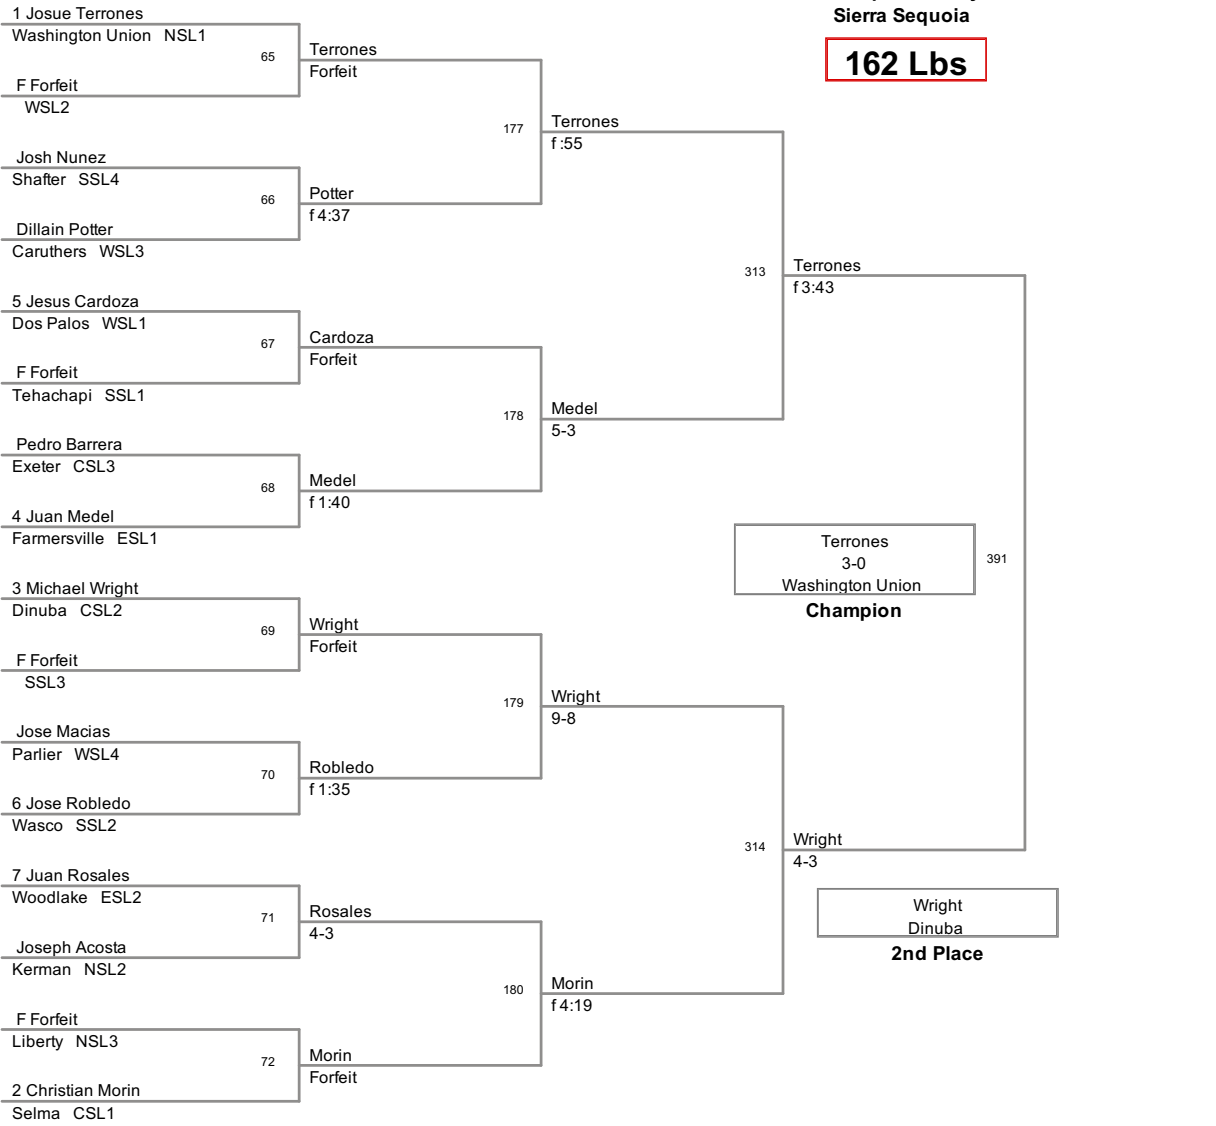 Sierra Sequoia
162 Lbs
1 Josue Terrones
Washington Union NSL1
65
F Forfeit
WSL2
Terrones
Forfeit
177
Josh Nunez
Shafter SSL4
66
Dillain Potter
Caruthers WSL3
Potter
f 4:37
Terrones
f :55
313
5 Jesus Cardoza
Dos Palos WSL1
67
F Forfeit
Tehachapi SSL1
Cardoza
Forfeit
178
Pedro Barrera
Exeter CSL3
68
4 Juan Medel
Farmersville ESL1
Medel
f 1:40
Medel
5-3
Terrones
f 3:43
Terrones
3-0
Washington Union
Champion
391
3 Michael Wright
Dinuba CSL2
69
F Forfeit
SSL3
Wright
Forfeit
179
Jose Macias
Parlier WSL4
70
6 Jose Robledo
Wasco SSL2
Robledo
f 1:35
Wright
9-8
314
7 Juan Rosales
Woodlake ESL2
71
Joseph Acosta
Kerman NSL2
Rosales
4-3
180
F Forfeit
Liberty NSL3
72
2 Christian Morin
Selma CSL1
Morin
Forfeit
Morin
f 4:19
Wright
4-3
Wright
Dinuba
2nd Place